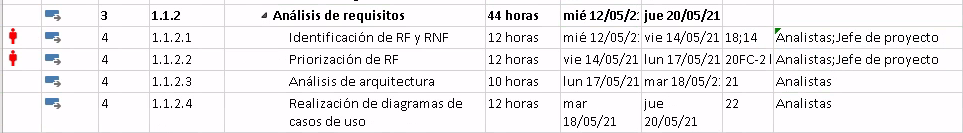 3 1.1.2 Análisis de requisitos 44 horas mié 12/05/21 jue 20/05/21
4 1.1.2.1 Identificación de RF y RNF 12 horas mié 12/05/21 vie 14/05/21 18;14 Analistas;Jefe de proyecto
4 1.1.2.2 Priorización de RF 12 horas vie 14/05/21 lun 17/05/21 20FC-2 Analistas;Jefe de proyecto
4 1.1.2.3 Análisis de arquitectura 10 horas lun 17/05/21 mar 18/05/21 21 Analistas
4 1.1.2.4 Realización de diagramas de casos de uso 12 horas mar 18/05/21 jue 20/05/21 22 Analistas